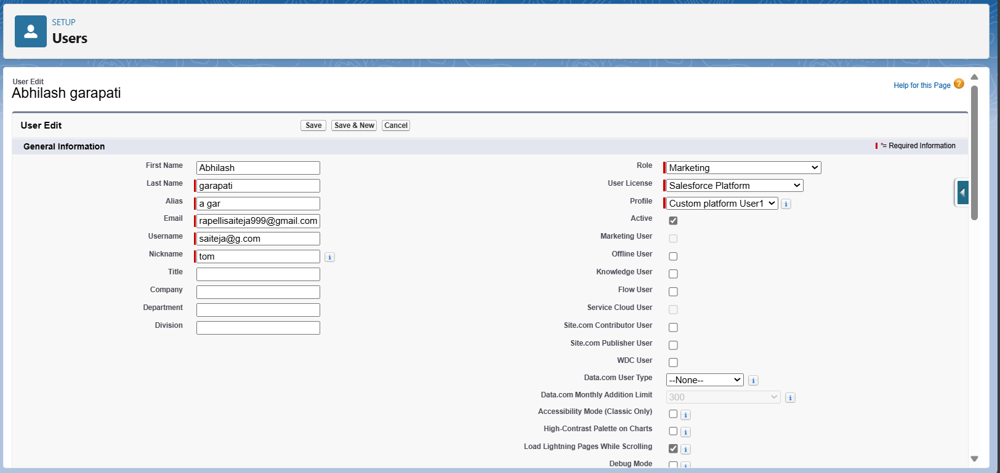 SETUP
Users
User Edit
Abhilash garapati
Help for this Page ?
User Edit
Save
Save & New
Cancel
General Information
*= Required Information
First Name Abhilash
Last Name garapati
Alias a gar
Email rapellisaiteja999@gmail.com
Username saiteja@g.com
Nickname tom i
Title
Company
Department
Division
Role Marketing
User License Salesforce Platform
Profile Custom platform User1 i
Active
Marketing User
Offline User
Knowledge User
Flow User
Service Cloud User
Site.com Contributor User
Site.com Publisher User
WDC User
Data.com User Type --None-- i
Data.com Monthly Addition Limit 300 i
Accessibility Mode (Classic Only) i
High-Contrast Palette on Charts i
Load Lightning Pages While Scrolling i
Debug Mode i